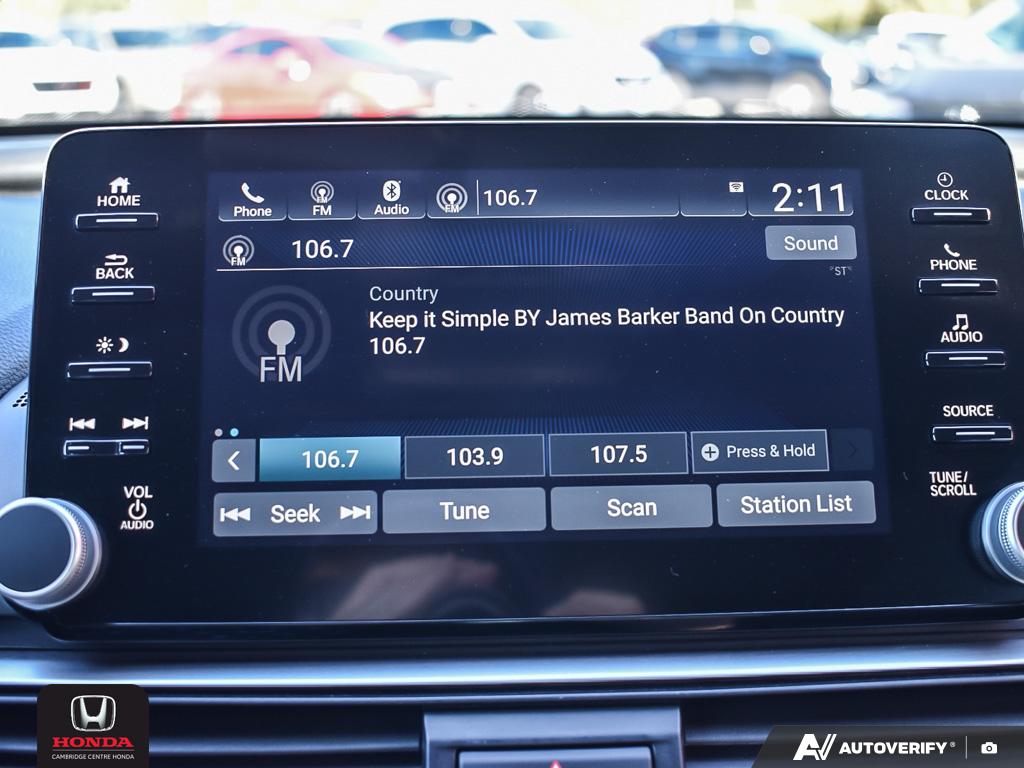 HOME
BACK
VOL
AUDIO
Phone
FM
Audio
FM
106.7
2:11
FM
106.7
Sound
ST
Country
Keep it Simple BY James Barker Band On Country
106.7
FM
106.7
103.9
107.5
Press & Hold
Seek
Tune
Scan
Station List
CLOCK
PHONE
AUDIO
SOURCE
TUNE/
SCROLL
HONDA
CAMBRIDGE CENTRE HONDA
AUTOVERIFY